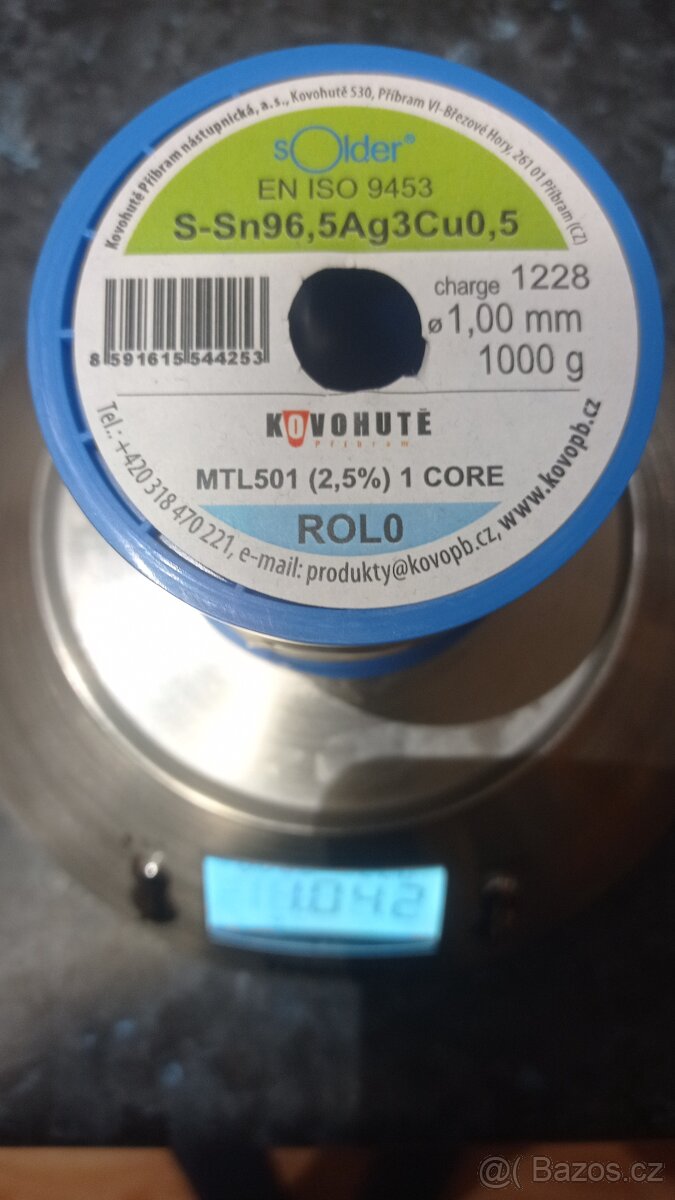 Kovohutě Příbram nástupnická, a.s., Kovohutě 530, Příbram VI-Březové Hory, 261 01 Příbram (CZ)
sOlder®
EN ISO 9453
S-Sn96,5Ag3Cu0,5
charge 1228
ø1,00 mm
1000 g
8 591615 544253
KOVOHUTĚ
Příbram
MTL501 (2,5%) 1 CORE
ROL0
Tel.: +420 318 470 221, e-mail: produkty@kovopb.cz, www.kovopb.cz
1.042
@( Bazos.cz